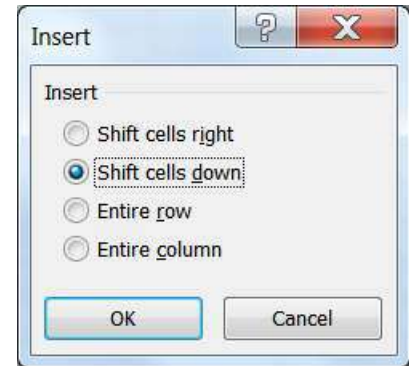 Insert
Insert
Shift cells right
Shift cells down
Entire row
Entire column
OK
Cancel